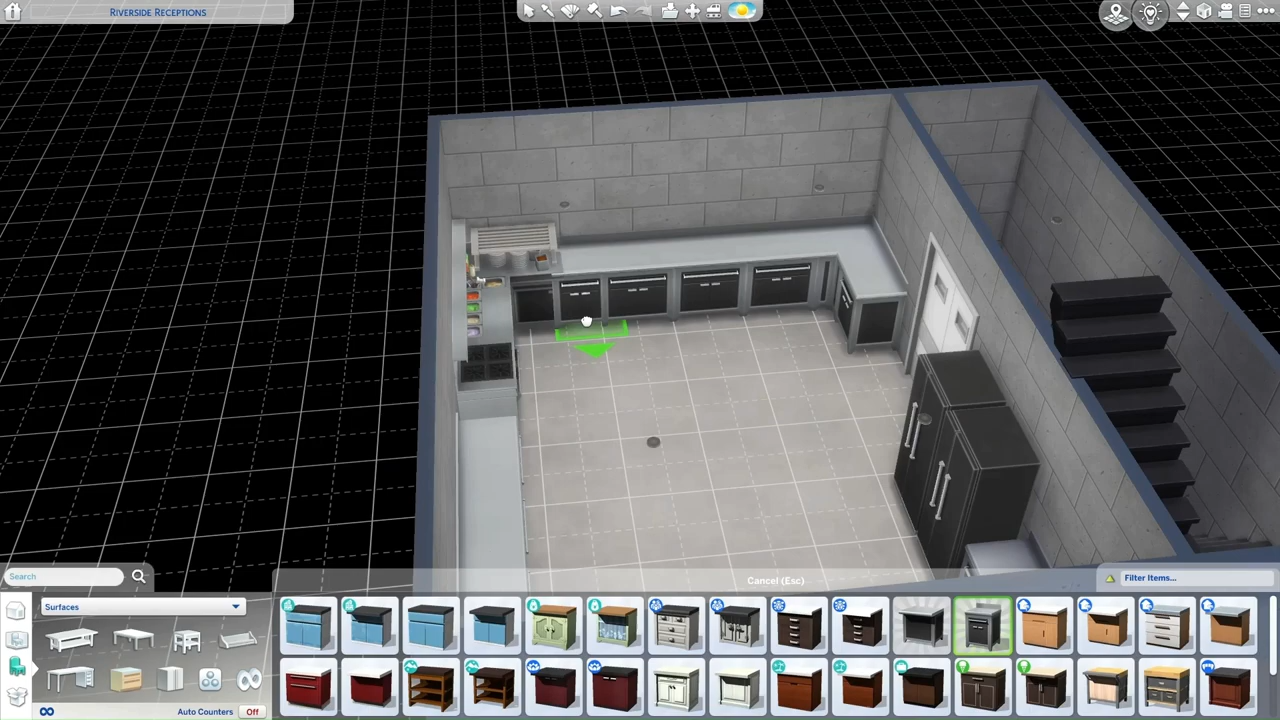 RIVERSIDE RECEPTIONS
Cancel (Esc)
Search
Filter Items...
Surfaces
Auto Counters Off